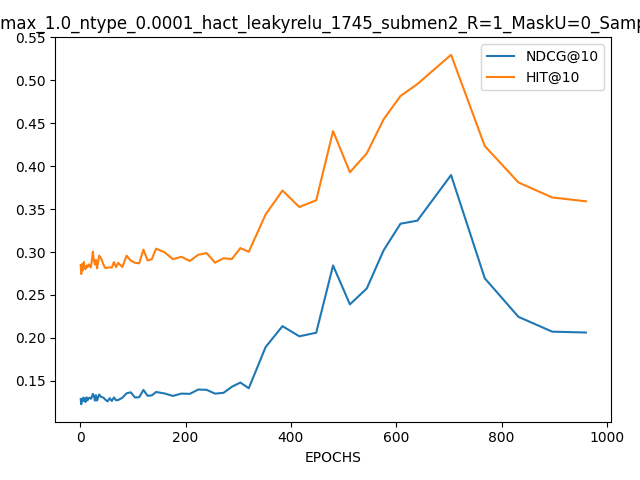 max_1.0_ntype_0.0001_hact_leakyrelu_1745_submen2_R=1_MaskU=0_Samp
0.55
0.50
0.45
0.40
0.35
0.30
0.25
0.20
0.15
NDCG@10
HIT@10
0 200 400 600 800 1000
EPOCHS